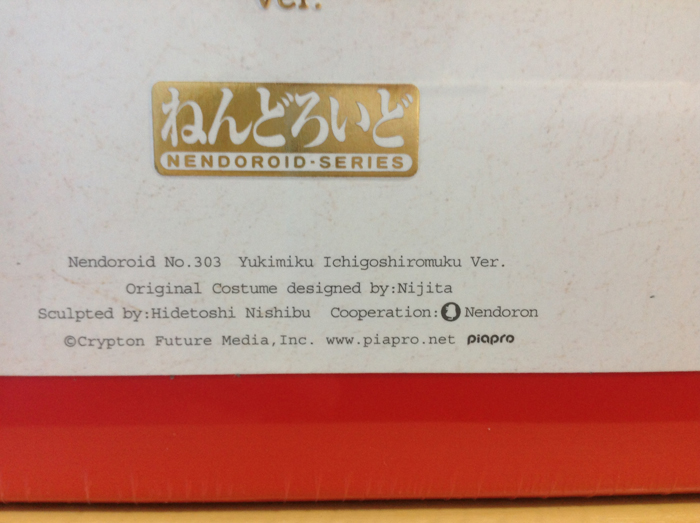 Ver.
ねんどろいど
NENDOROID-SERIES
Nendoroid No.303 Yukimiku Ichigoshiromuku Ver.
Original Costume designed by:Nijita
Sculpted by:Hidetoshi Nishibu Cooperation: Nendoron
©Crypton Future Media,Inc. www.piapro.net piapro